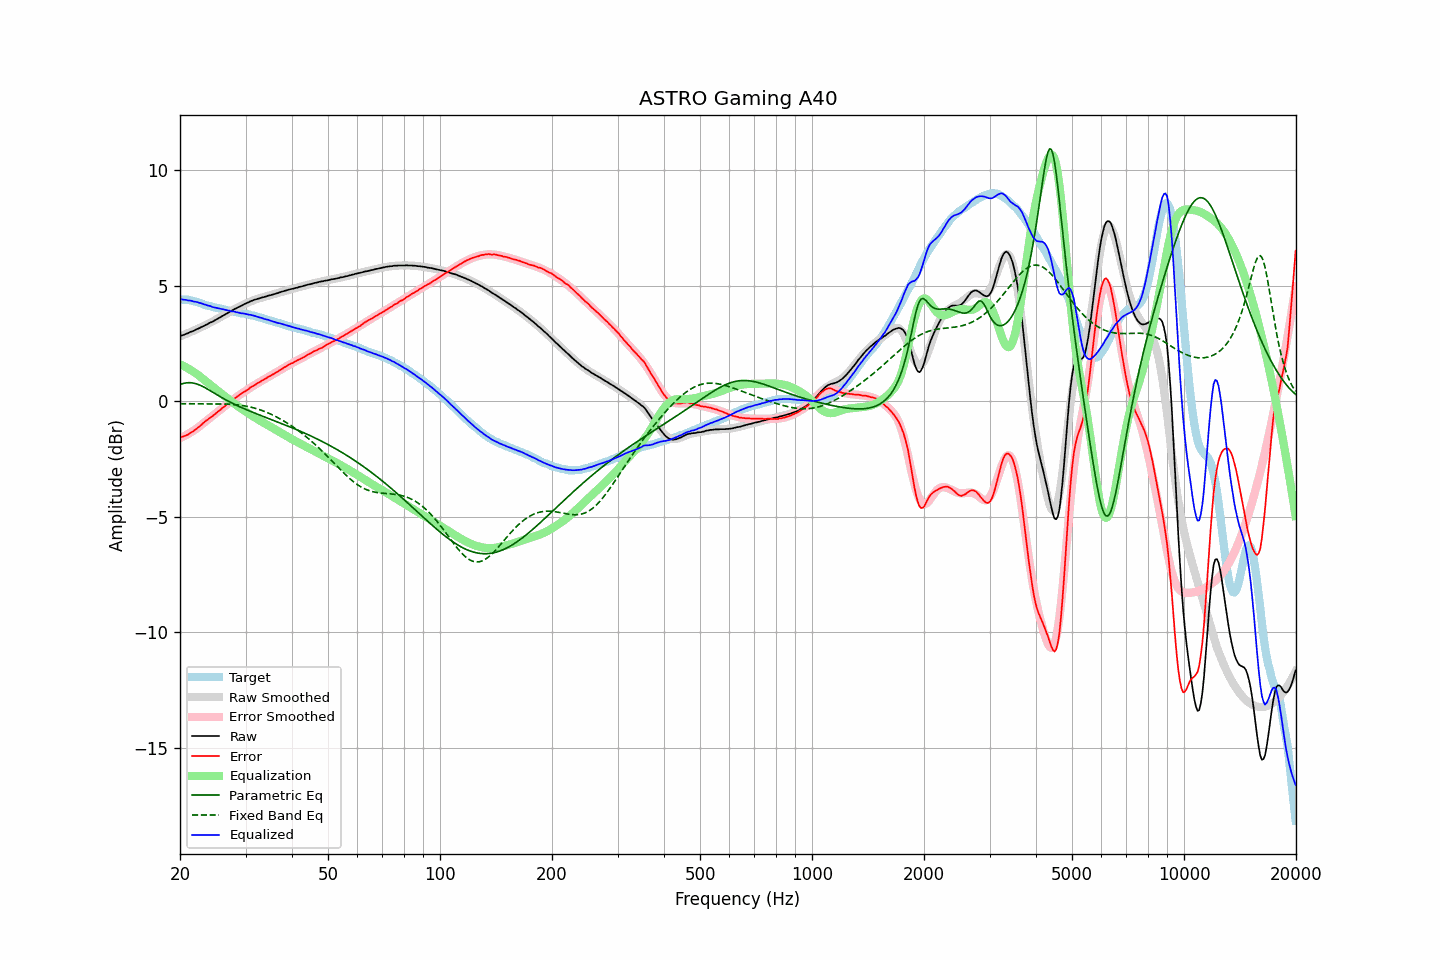 ASTRO Gaming A40
Amplitude (dBr)
10
5
0
−5
−10
−15
Target
Raw Smoothed
Error Smoothed
Raw
Error
Equalization
Parametric Eq
Fixed Band Eq
Equalized
20 50 100 200 500 1000 2000 5000 10000 20000
Frequency (Hz)